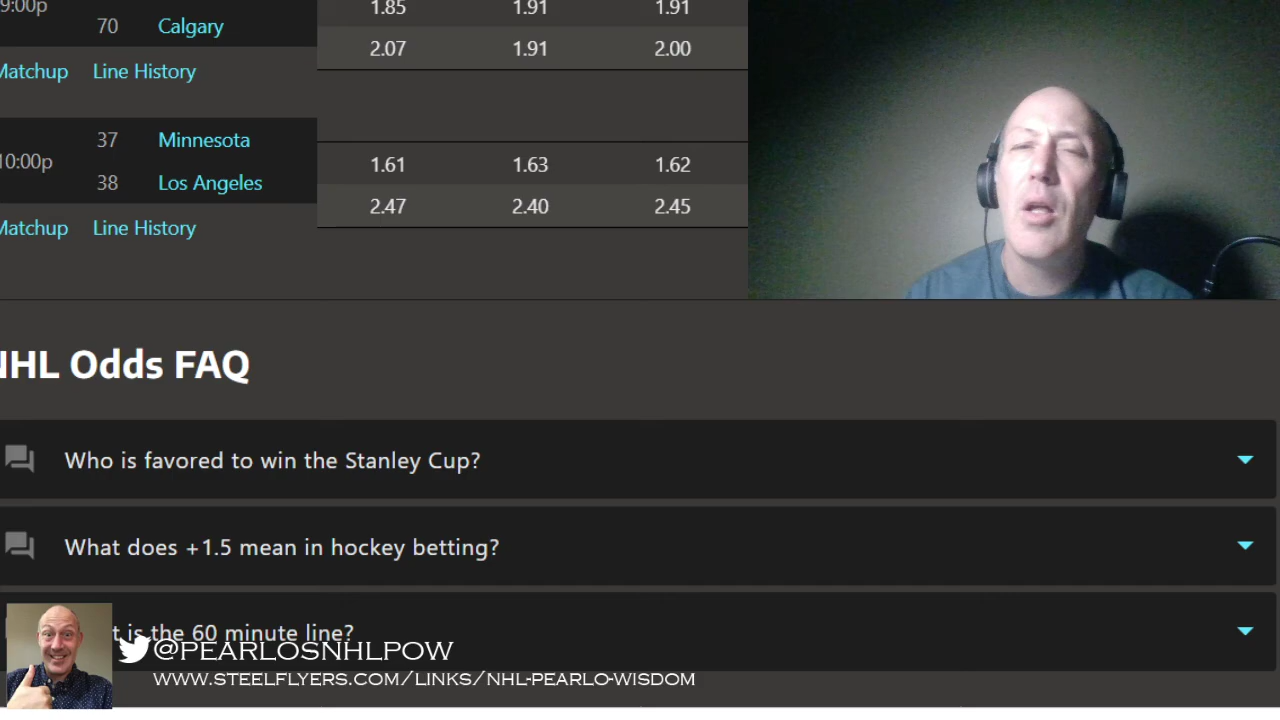 9:00p
70 Calgary
1.85 1.91 1.91
2.07 1.91 2.00
Matchup Line History
37 Minnesota
10:00p
38 Los Angeles
1.61 1.63 1.62
2.47 2.40 2.45
Matchup Line History
NHL Odds FAQ
Who is favored to win the Stanley Cup?
What does +1.5 mean in hockey betting?
t is the 60 minute line?
@PEARLOSNHLPOW
WWW.STEELFLYERS.COM/LINKS/NHL-PEARLO-WISDOM